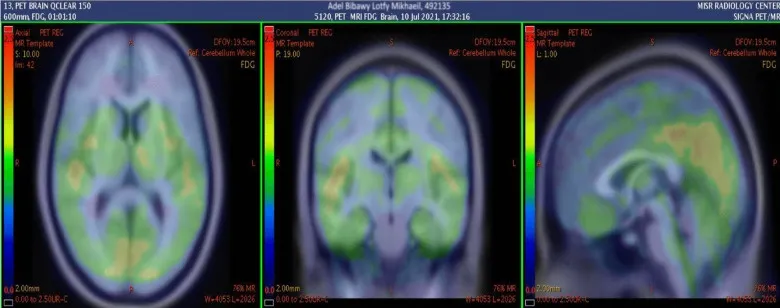 13, PET BRAIN QCLEAR 150
600mm, 03:01:10
Adel Bibawy Lotfy Mikhaeil, 492135
5120, PET MRI FDG Brain, 10 Jul 2021, 17:32:16
MISR RADIOLOGY CENTER
SIGNA PET/MR
Axial PET REG
MR Template
S: 10.00
Im: 42
DFOV: 19.5cm
Ref: Cerebellum Whole
FDG
R
L
2.00mm
0.00 to 2.50UR-C
76% MR
W=4053 L=2026
Coronal PET REG
MR Template
P: 19.00
DFOV: 19.5cm
Ref: Cerebellum Whole
FDG
R
L
2.00mm
0.00 to 2.50UR-C
76% MR
W=4053 L=2026
Sagittal PET REG
MR Template
L: 1.00
DFOV: 19.5cm
Ref: Cerebellum Whole
FDG
A
P
2.00mm
0.00 to 2.50UR-C
76% MR
W=4053 L=2026